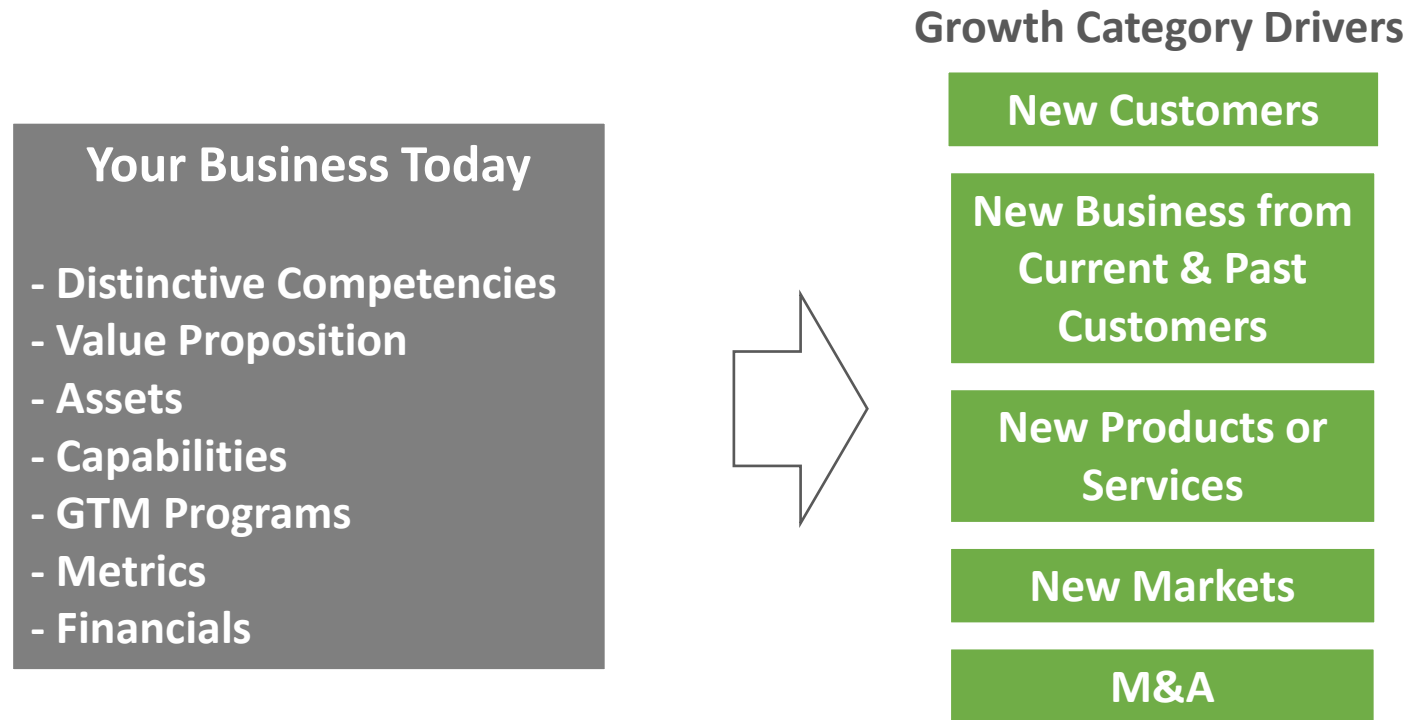 Growth Category Drivers
Your Business Today
- Distinctive Competencies
- Value Proposition
- Assets
- Capabilities
- GTM Programs
- Metrics
- Financials
New Customers
New Business from
Current & Past
Customers
New Products or
Services
New Markets
M&A